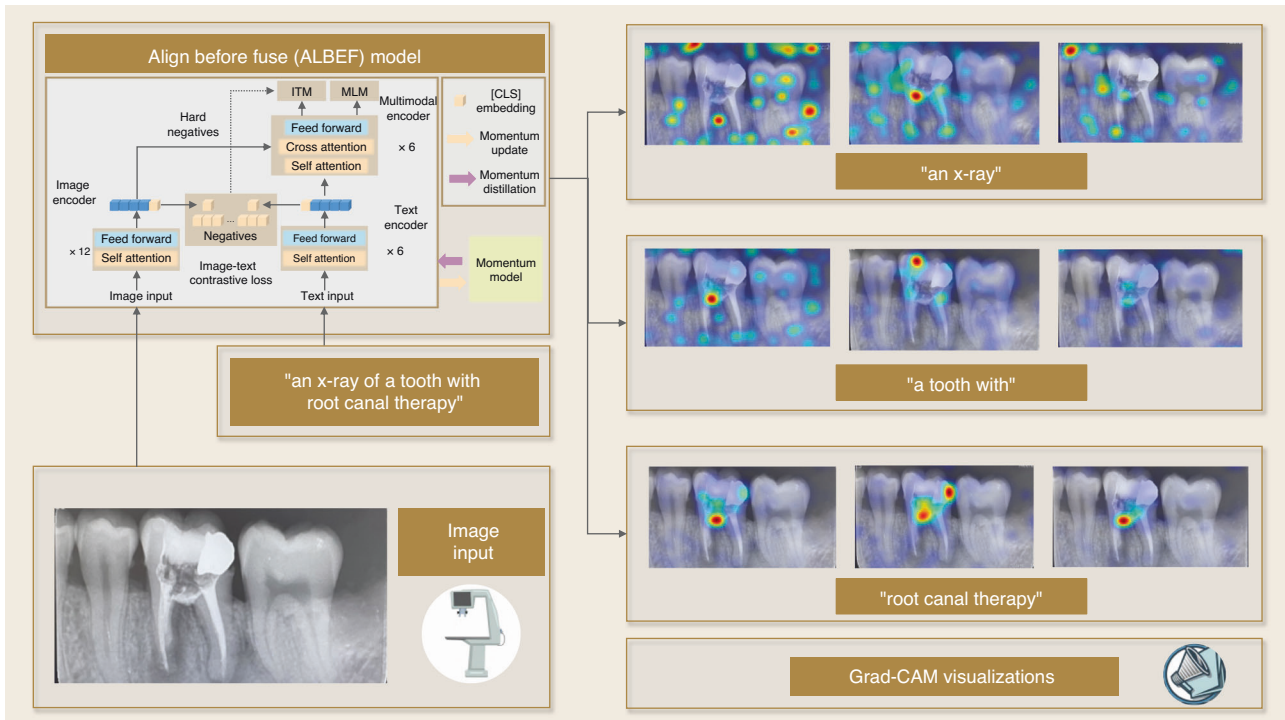 Align before fuse (ALBEF) model
ITM
MLM
Multimodal
encoder
Hard
negatives
Feed forward
Cross attention
Self attention
× 6
[CLS]
embedding
Momentum
update
Momentum
distillation
Image
encoder
Negatives
...
Text
encoder
× 12
Feed forward
Self attention
Feed forward
Self attention
× 6
Image-text
contrastive loss
Image input
Text input
Momentum
model
"an x-ray of a tooth with
root canal therapy"
Image
input
"an x-ray"
"a tooth with"
"root canal therapy"
Grad-CAM visualizations